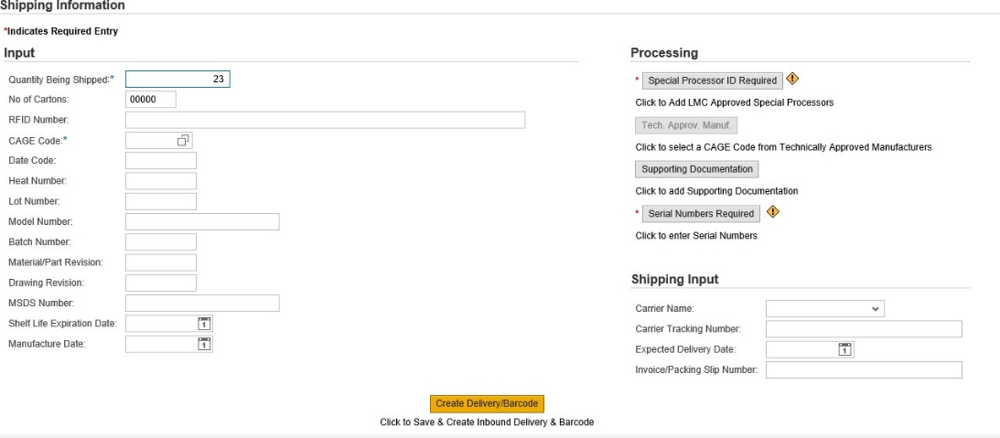 Shipping Information
*Indicates Required Entry
Input
Quantity Being Shipped:* 23
No of Cartons: 00000
RFID Number:
CAGE Code:*
Date Code:
Heat Number:
Lot Number:
Model Number:
Batch Number:
Material/Part Revision:
Drawing Revision:
MSDS Number:
Shelf Life Expiration Date: 1
Manufacture Date: 1
Processing
* Special Processor ID Required !
Click to Add LMC Approved Special Processors
Tech. Approv. Manuf.
Click to select a CAGE Code from Technically Approved Manufacturers
Supporting Documentation
Click to add Supporting Documentation
* Serial Numbers Required !
Click to enter Serial Numbers
Shipping Input
Carrier Name:
Carrier Tracking Number:
Expected Delivery Date: 1
Invoice/Packing Slip Number:
Create Delivery/Barcode
Click to Save & Create Inbound Delivery & Barcode